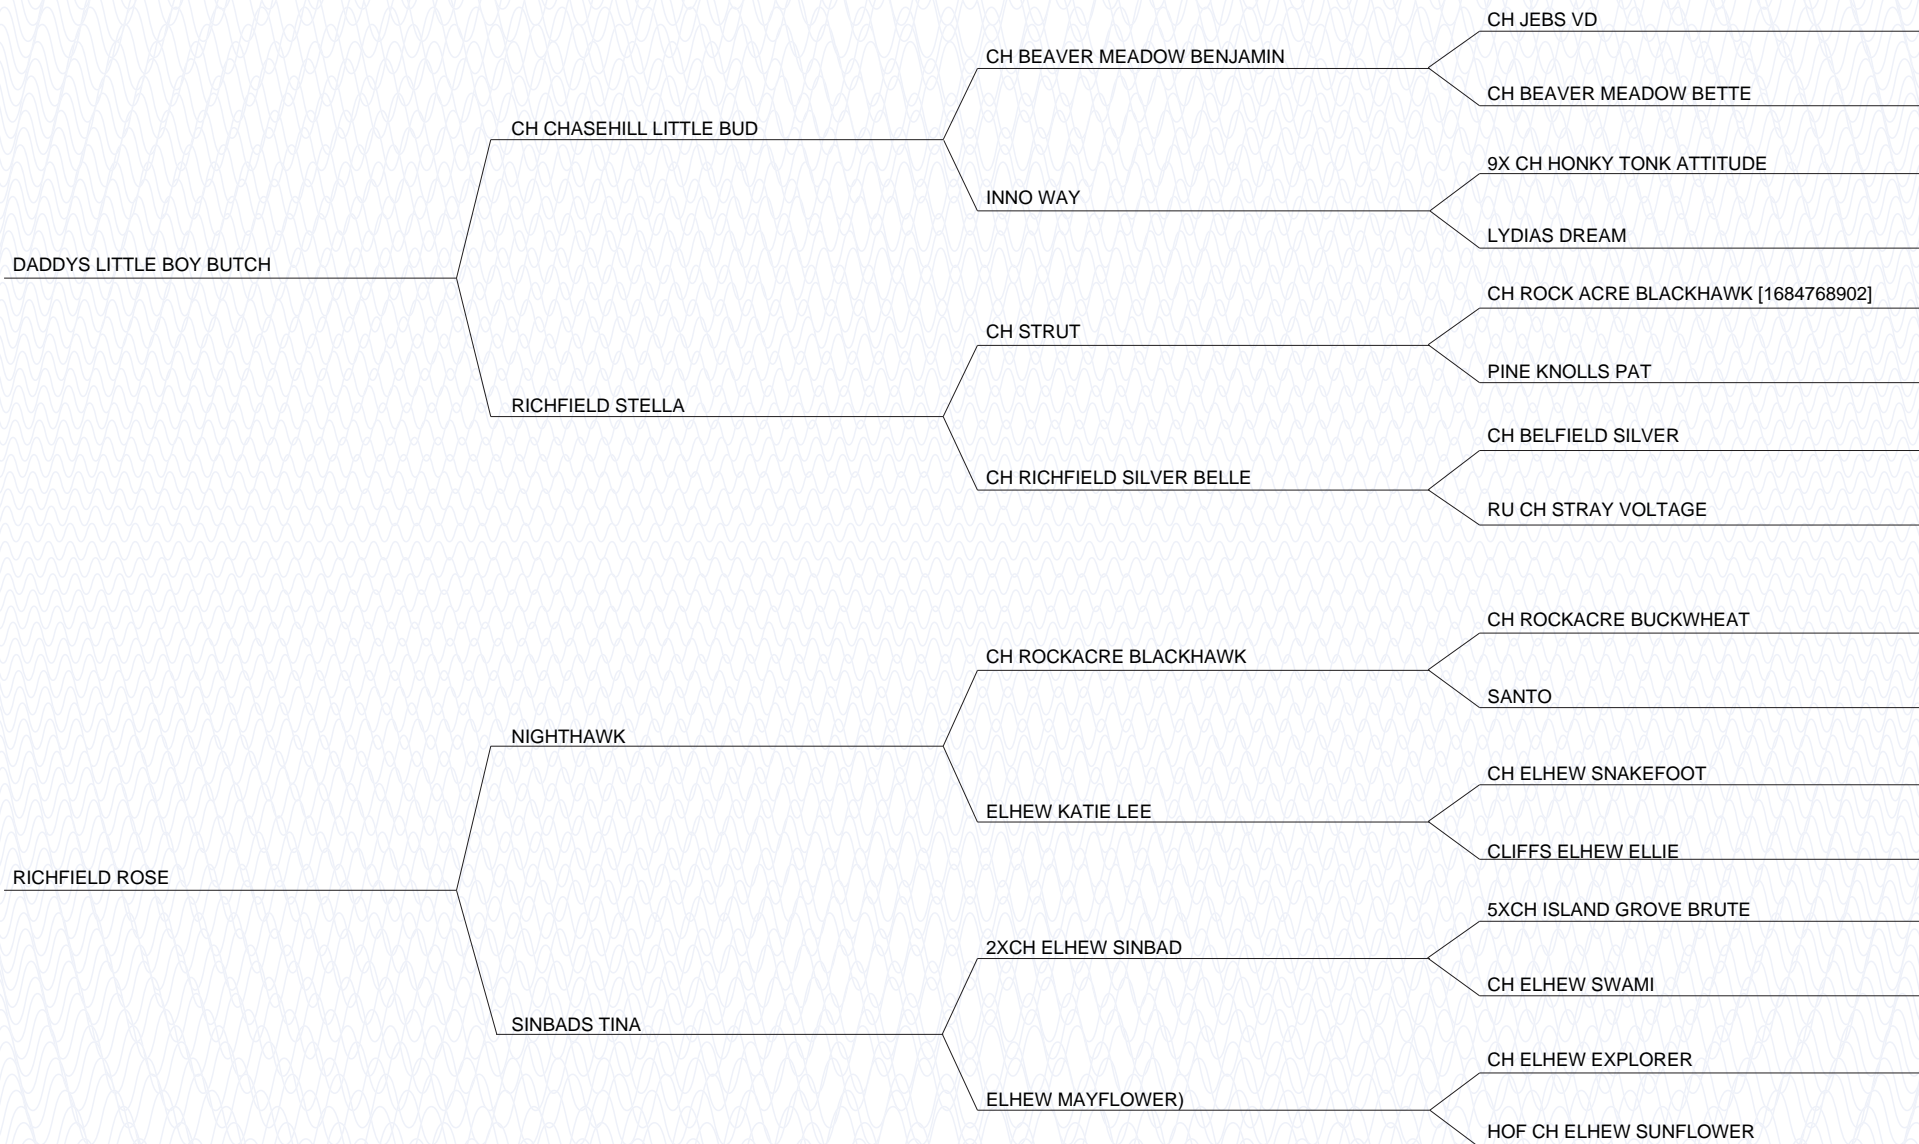 CH JEBS VD
CH BEAVER MEADOW BENJAMIN
CH BEAVER MEADOW BETTE
CH CHASEHILL LITTLE BUD
9X CH HONKY TONK ATTITUDE
INNO WAY
LYDIAS DREAM
DADDYS LITTLE BOY BUTCH
CH ROCK ACRE BLACKHAWK [1684768902]
CH STRUT
PINE KNOLLS PAT
RICHFIELD STELLA
CH BELFIELD SILVER
CH RICHFIELD SILVER BELLE
RU CH STRAY VOLTAGE
CH ROCKACRE BUCKWHEAT
CH ROCKACRE BLACKHAWK
SANTO
NIGHTHAWK
CH ELHEW SNAKEFOOT
ELHEW KATIE LEE
CLIFFS ELHEW ELLIE
RICHFIELD ROSE
5XCH ISLAND GROVE BRUTE
2XCH ELHEW SINBAD
CH ELHEW SWAMI
SINBADS TINA
CH ELHEW EXPLORER
ELHEW MAYFLOWER)
HOF CH ELHEW SUNFLOWER